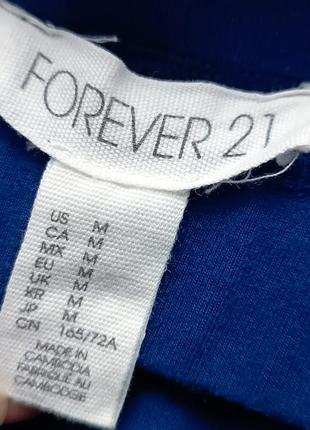 FOREVER 21
US M
CA M
MX M
EU M
UK M
KR M
JP M
CN 165/72A
MADE IN
CAMBODIA
FABRIQUÉ AU
CAMBODGE